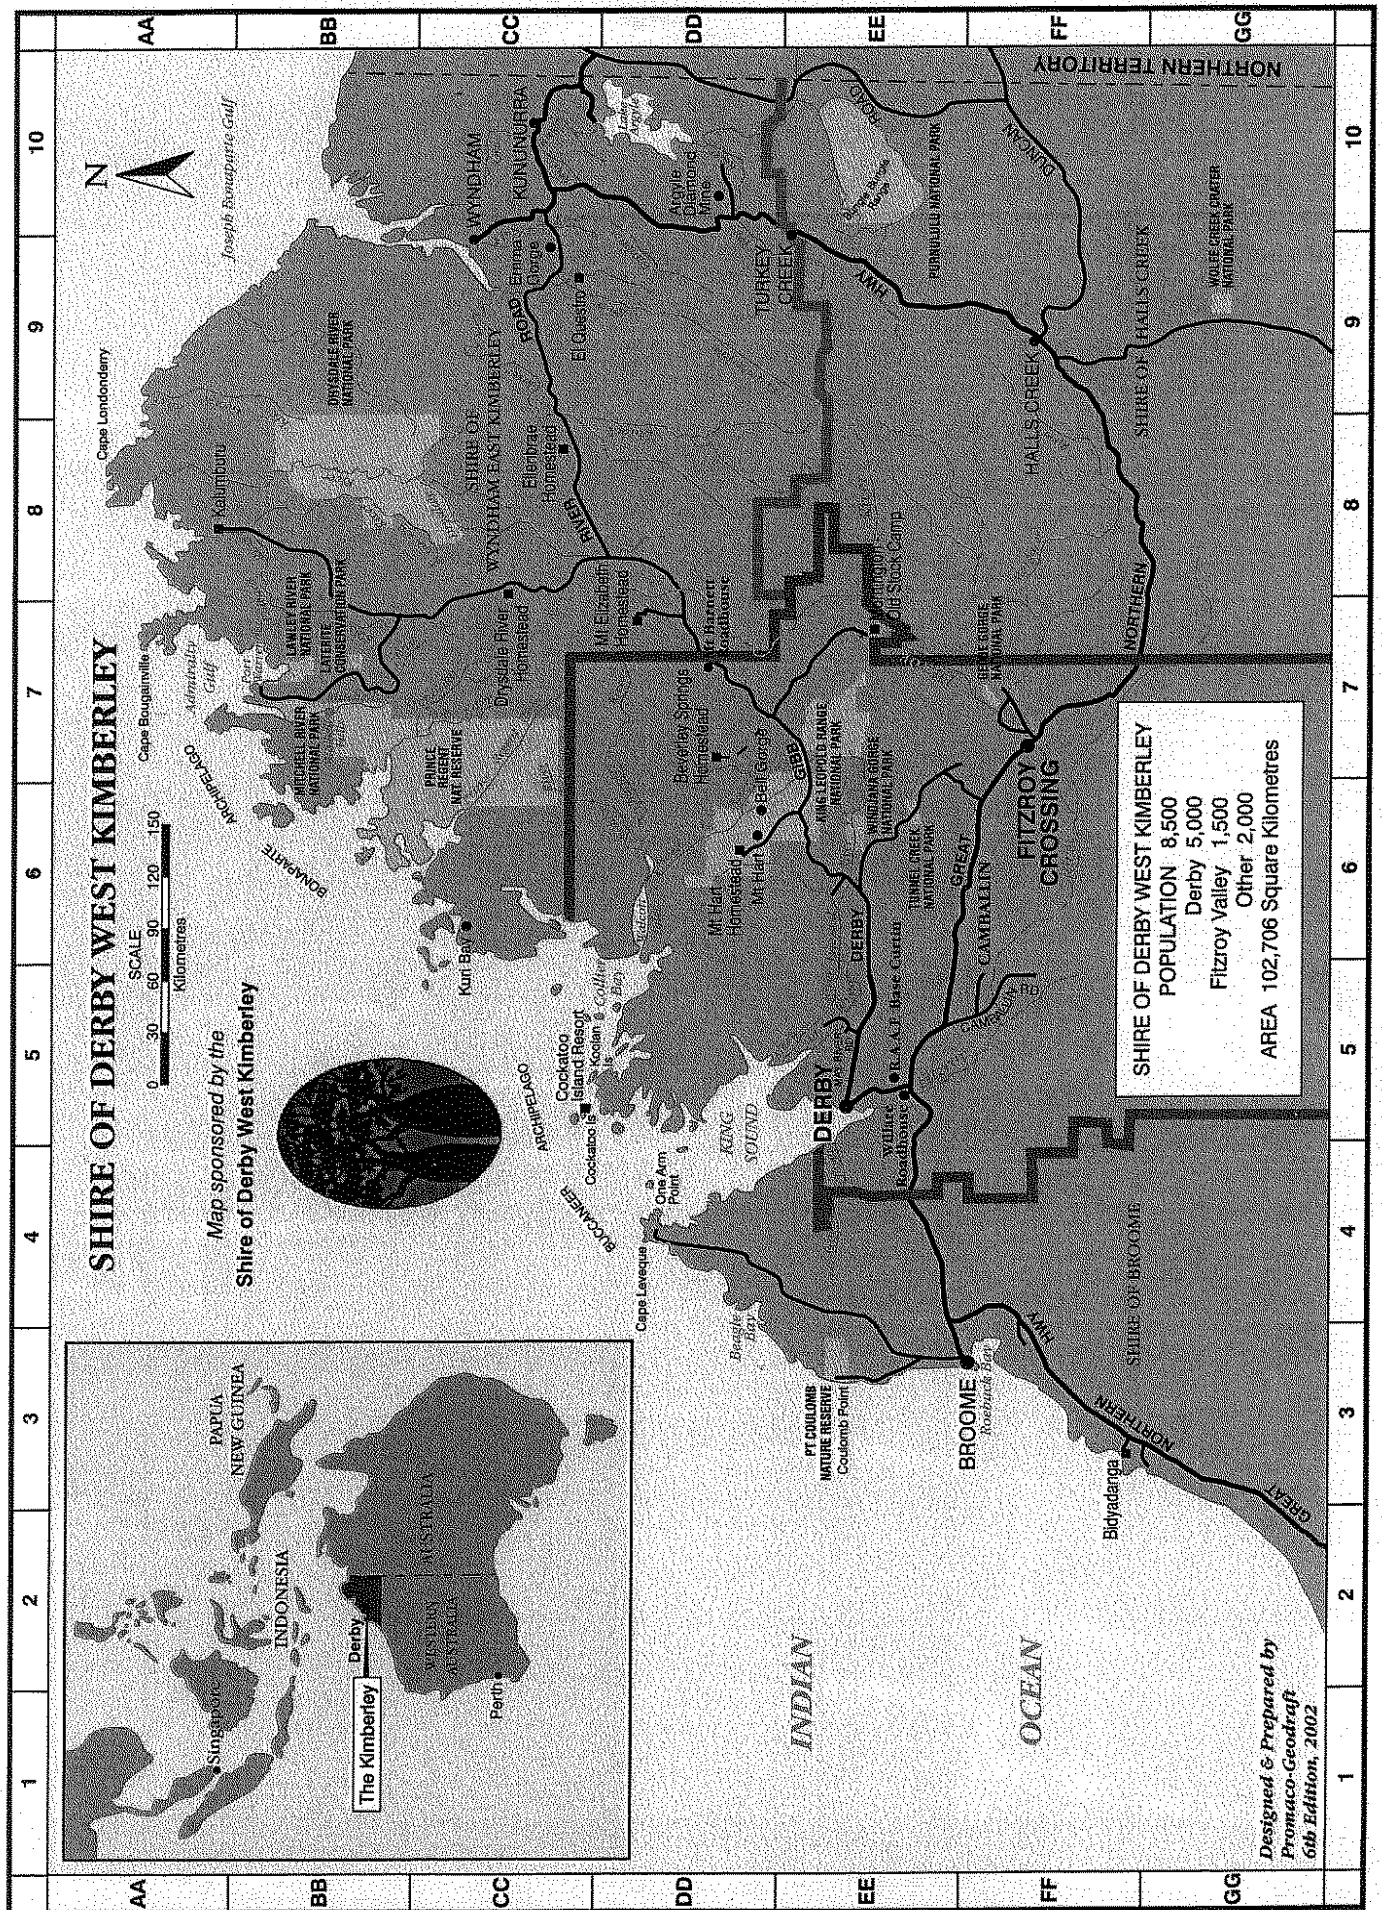 SHIRE OF DERBY WEST KIMBERLEY
1
2
3
4
5
6
7
8
9
10
AA
BB
CC
DD
EE
FF
GG
SCALE
0 30 60 90 120 150
Kilometres
Map sponsored by the
Shire of Derby West Kimberley
N
PAPUA
NEW GUINEA
INDONESIA
Singapore
Derby
The Kimberley
WESTERN
AUSTRALIA
AUSTRALIA
Perth
Cape Londonderry
Joseph Bonaparte Gulf
Cape Bougainville
Admiralty
Gulf
BONAPARTE
ARCHIPELAGO
Kalumburu
LAWLEY RIVER
NATIONAL PARK
LATERITE
CONSERVATION PARK
MITCHELL RIVER
NATIONAL PARK
DRYSDALE RIVER
NATIONAL PARK
PRINCE
REGENT
NAT RESERVE
Kuri Bay
SHIRE OF
WYNDHAM EAST KIMBERLEY
WYNDHAM
KUNUNURRA
Emma
Gorge
El Questro
Ellenbrae
Homestead
Drysdale River
Homestead
Lake
Argyle
Argyle
Diamond
Mine
GIBB
RIVER
ROAD
BUCCANEER
ARCHIPELAGO
Cockatoo
Island Resort
Cockatoo Is
Koolan
Is
Collier
Bay
Cape Leveque
One Arm
Point
KING
SOUND
Beagle
Bay
Mt Elizabeth
Homestead
Mt Barnett
Roadhouse
Beverley Springs
Homestead
Bell Gorge
Mt Hart
Homestead
Mt Hart
KING LEOPOLD RANGE
NATIONAL PARK
WINDJANA GORGE
NATIONAL PARK
TUNNEL CREEK
NATIONAL PARK
Old Stock Camp
TURKEY
CREEK
Bungle Bungle
Range
PURNULULU NATIONAL PARK
DUNCAN
ROAD
NORTHERN TERRITORY
HWY
DERBY
DERBY
R.A.A.F. Base Curtin
Willare
Roadhouse
CAMBALLIN
GREAT
NORTHERN
FITZROY
CROSSING
GEIKIE GORGE
NATIONAL PARK
HALLS CREEK
SHIRE OF HALLS CREEK
WOLFE CREEK CRATER
NATIONAL PARK
PT COULOMB
NATURE RESERVE
Coulomb Point
BROOME
Roebuck Bay
SHIRE OF BROOME
Bidyadanga
GREAT
NORTHERN
HWY
INDIAN
OCEAN
SHIRE OF DERBY WEST KIMBERLEY
POPULATION 8,500
Derby 5,000
Fitzroy Valley 1,500
Other 2,000
AREA 102,706 Square Kilometres
Designed & Prepared by
Promaco-Geodraft
6th Edition, 2002